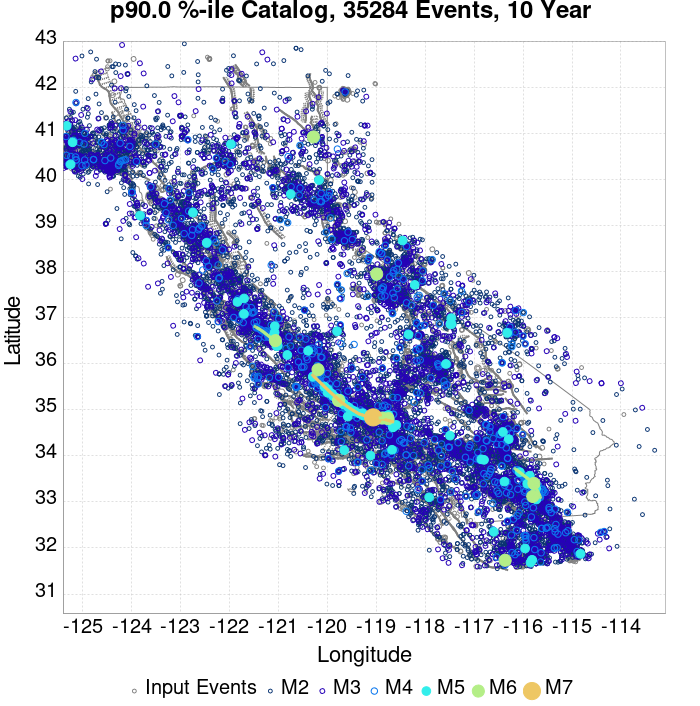 p90.0 %-ile Catalog, 35284 Events, 10 Year
43
42
41
40
39
38
37
36
35
34
33
32
31
Latitude
-125 -124 -123 -122 -121 -120 -119 -118 -117 -116 -115 -114
Longitude
Input Events M2 M3 M4 M5 M6 M7